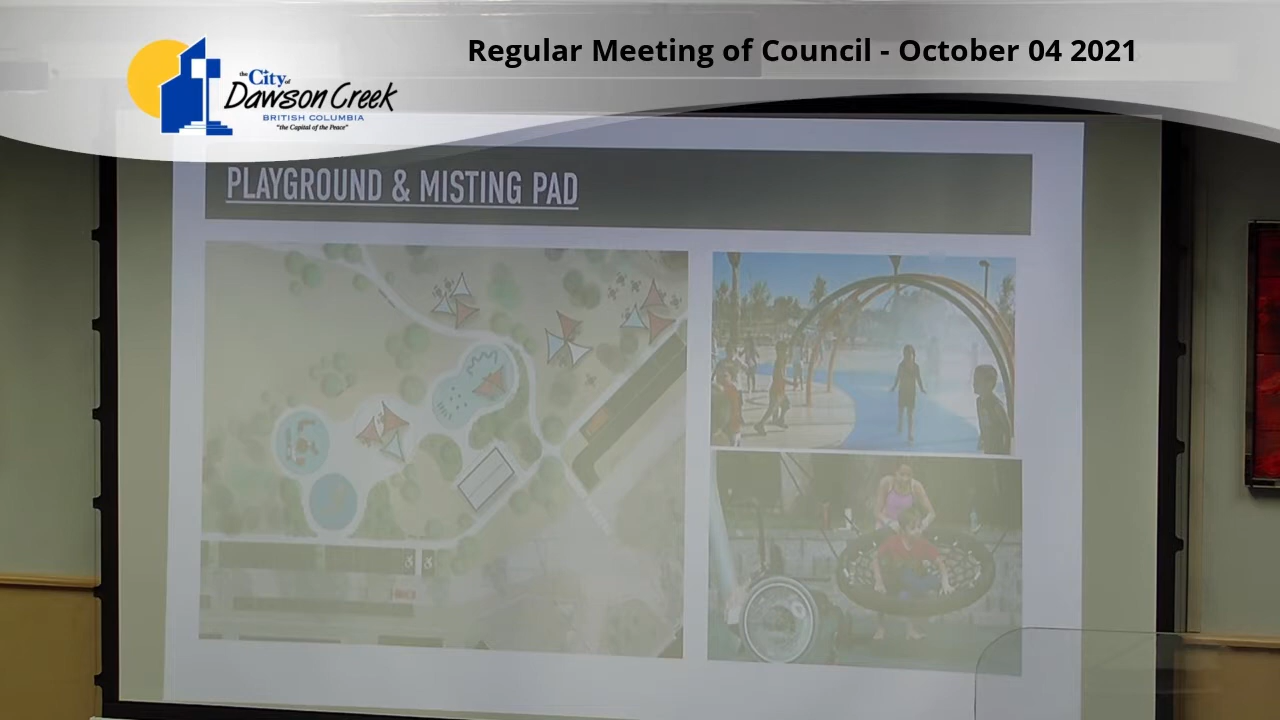 Regular Meeting of Council - October 04 2021
the City of
Dawson Creek
BRITISH COLUMBIA
"the Capital of the Peace"
PLAYGROUND & MISTING PAD